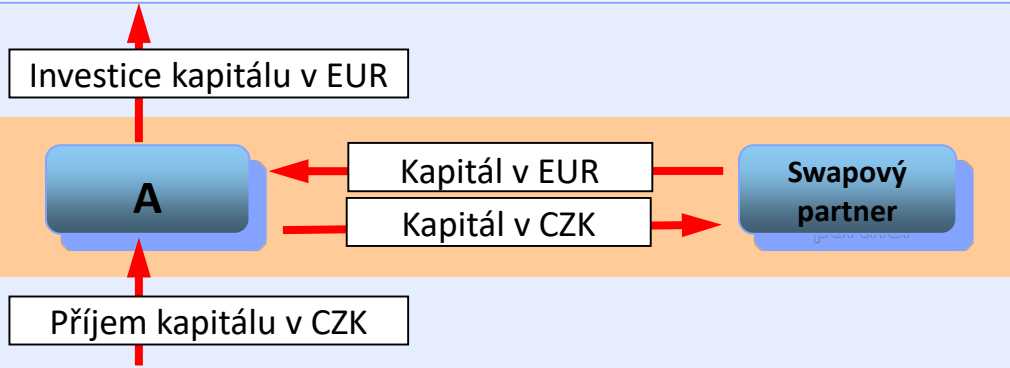 Investice kapitálu v EUR
A
Kapitál v EUR
Kapitál v CZK
Swapový
partner
Příjem kapitálu v CZK